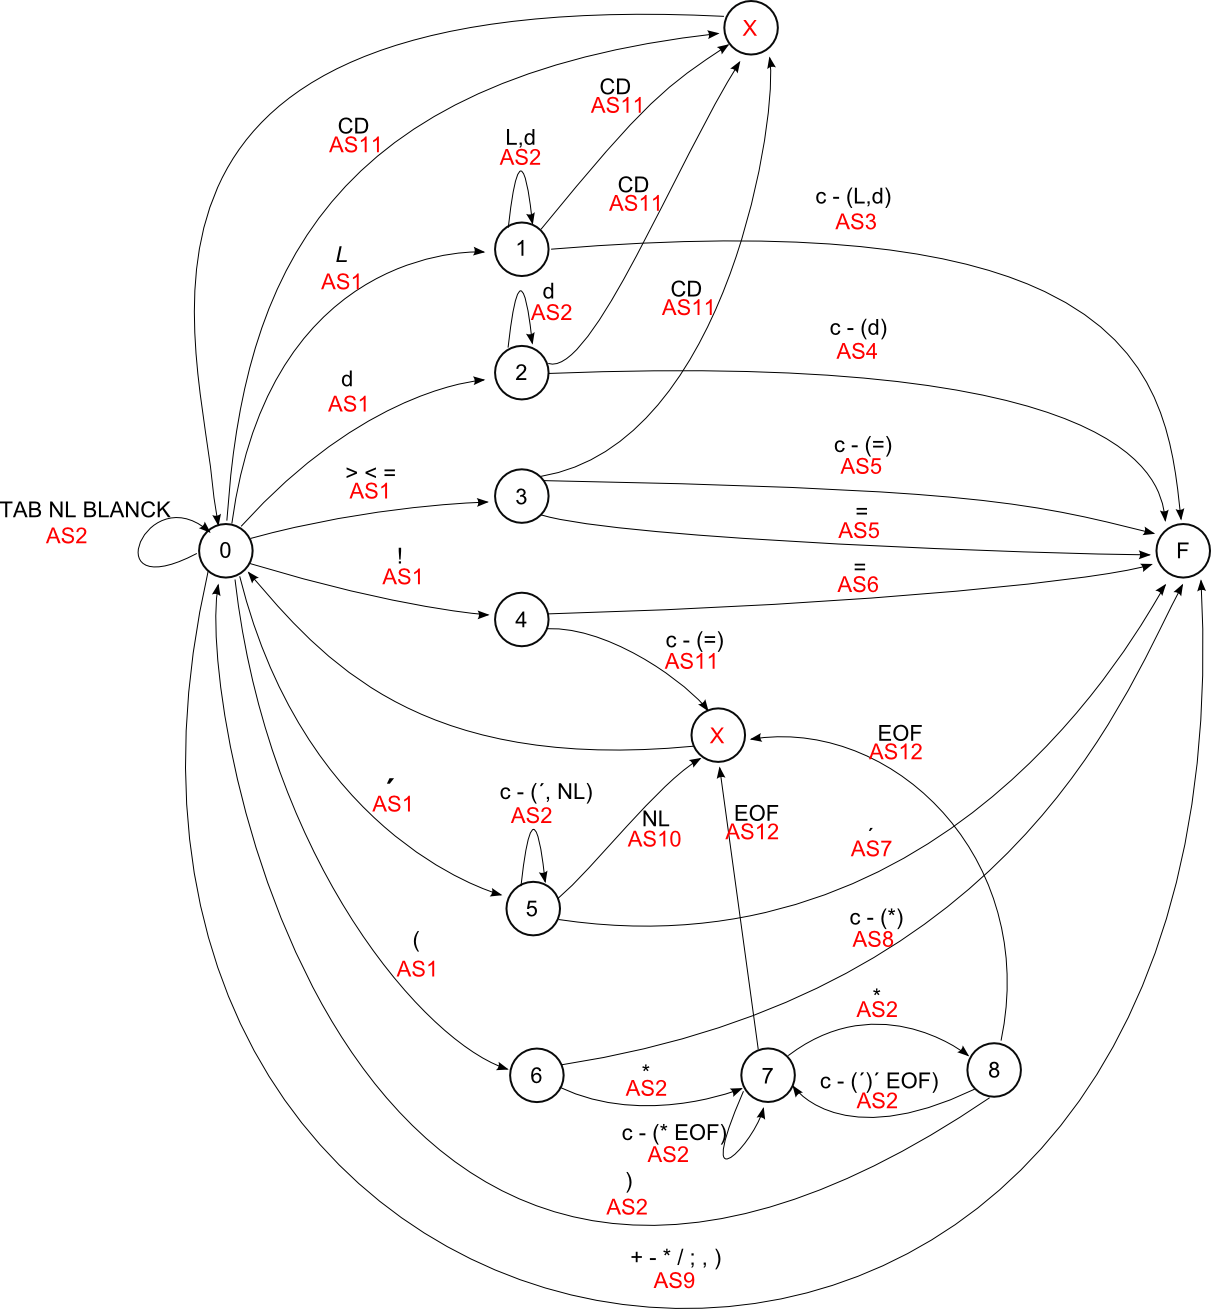 X
CD
AS11
CD
AS11
L,d
AS2
CD
AS11
c - (L,d)
AS3
1
L
AS1
d
AS2
CD
AS11
c - (d)
AS4
2
d
AS1
c - (=)
AS5
> < =
AS1
3
TAB NL BLANCK
AS2
=
AS5
0
F
!
AS1
=
AS6
4
c - (=)
AS11
X
EOF
AS12
´
AS1
c - (´, NL)
AS2
NL
AS10
EOF
AS12
´
AS7
5
c - (*)
AS8
(
AS1
*
AS2
6
*
AS2
7
8
c - (´)´ EOF)
AS2
c - (* EOF)
AS2
)
AS2
+ - * / ; , )
AS9